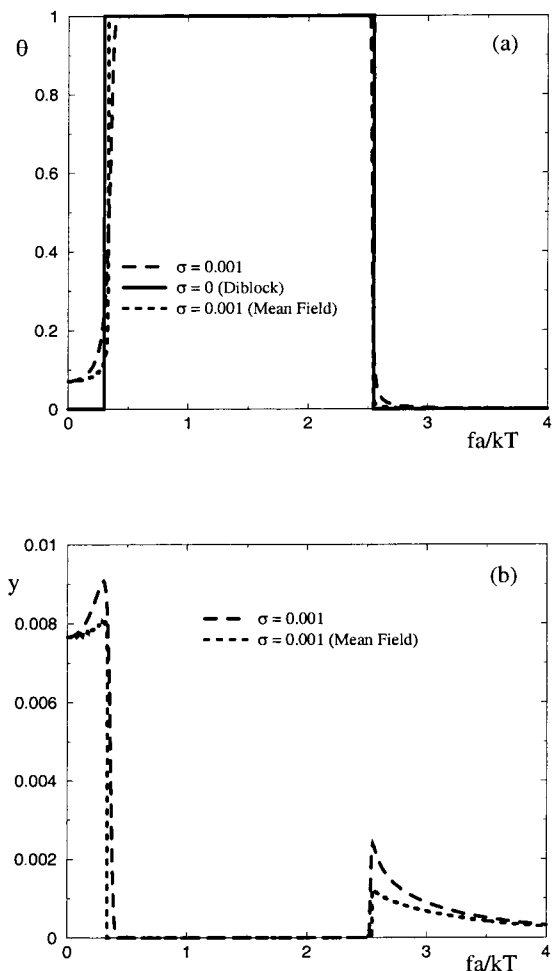 1
θ
(a)
0.8
0.6
0.4
σ = 0.001
σ = 0 (Diblock)
σ = 0.001 (Mean Field)
0.2
0
0 1 2 3 4
fa/kT
0.01
y
(b)
0.008
σ = 0.001
σ = 0.001 (Mean Field)
0.006
0.004
0.002
0
0 1 2 3 4
fa/kT